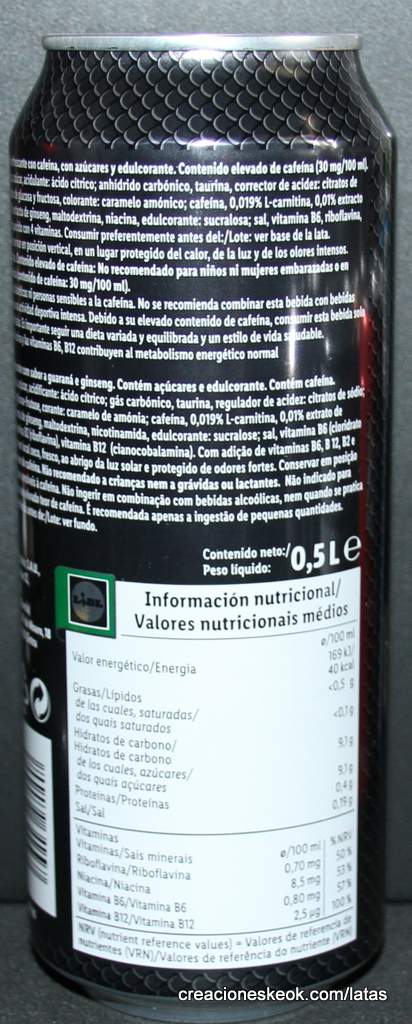 con cafeína, con azúcares y edulcorante. Contenido elevado de cafeína (30 mg/100 ml).
acidulante: ácido cítrico; anhídrido carbónico, taurina, corrector de acidez: citratos de
glucosa y fructosa, colorante: caramelo amónico; cafeína, 0,019% L-carnitina, 0,01% extracto
de ginseng, maltodextrina, niacina, edulcorante: sucralosa; sal, vitamina B6, riboflavina,
con 4 vitaminas. Consumir preferentemente antes del:/Lote: ver base de la lata.
en posición vertical, en un lugar protegido del calor, de la luz y de los olores intensos.
elevado de cafeína: No recomendado para niños ni mujeres embarazadas o en
de cafeína: 30 mg/100 ml).
ni personas sensibles a la cafeína. No se recomienda combinar esta bebida con bebidas
deportiva intensa. Debido a su elevado contenido de cafeína, consumir esta bebida solo
Es importante seguir una dieta variada y equilibrada y un estilo de vida saludable.
vitaminas B6, B12 contribuyen al metabolismo energético normal
sabor a guaraná e ginseng. Contém açúcares e edulcorante. Contém cafeína.
acidificante: ácido cítrico; gás carbónico, taurina, regulador de acidez: citratos de sódio;
corante: caramelo de amónia; cafeína, 0,019% L-carnitina, 0,01% extrato de
maltodextrina, nicotinamida, edulcorante: sucralose; sal, vitamina B6 (cloridrato
vitamina B12 (cianocobalamina). Com adição de vitaminas B6, B 12, B2 e
fresco, ao abrigo da luz solar e protegido de odores fortes. Conservar em posição
cafeína. Não recomendado a crianças nem a grávidas ou lactantes. Não indicado para
à cafeína. Não ingerir em combinação com bebidas alcoólicas, nem quando se pratica
teor de cafeína. É recomendada apenas a ingestão de pequenas quantidades.
de:/Lote: ver fundo.
Contenido neto:/
Peso líquido: 0,5 L e
LIDL
Información nutricional/
Valores nutricionais médios
ø/100 ml
Valor energético/Energia 169 kJ/
40 kcal
Grasas/Lípidos <0,5 g
de las cuales, saturadas/
dos quais saturados <0,1 g
Hidratos de carbono/
Hidratos de carbono 9,1 g
de los cuales, azúcares/
dos quais açúcares 9,1 g
Proteínas/Proteínas 0,4 g
Sal/Sal 0,19 g
Vitaminas
Vitaminas/Sais minerais ø/100 ml %NRV
Riboflavina/Riboflavina 0,70 mg 50 %
Niacina/Niacina 8,5 mg 53 %
Vitamina B6/Vitamina B6 0,80 mg 57 %
Vitamina B12/Vitamina B12 2,5 µg 100 %
NRV (nutrient reference values) = Valores de referencia de
nutrientes (VRN)/Valores de referência do nutriente (VRN)
creacioneskeok.com/latas